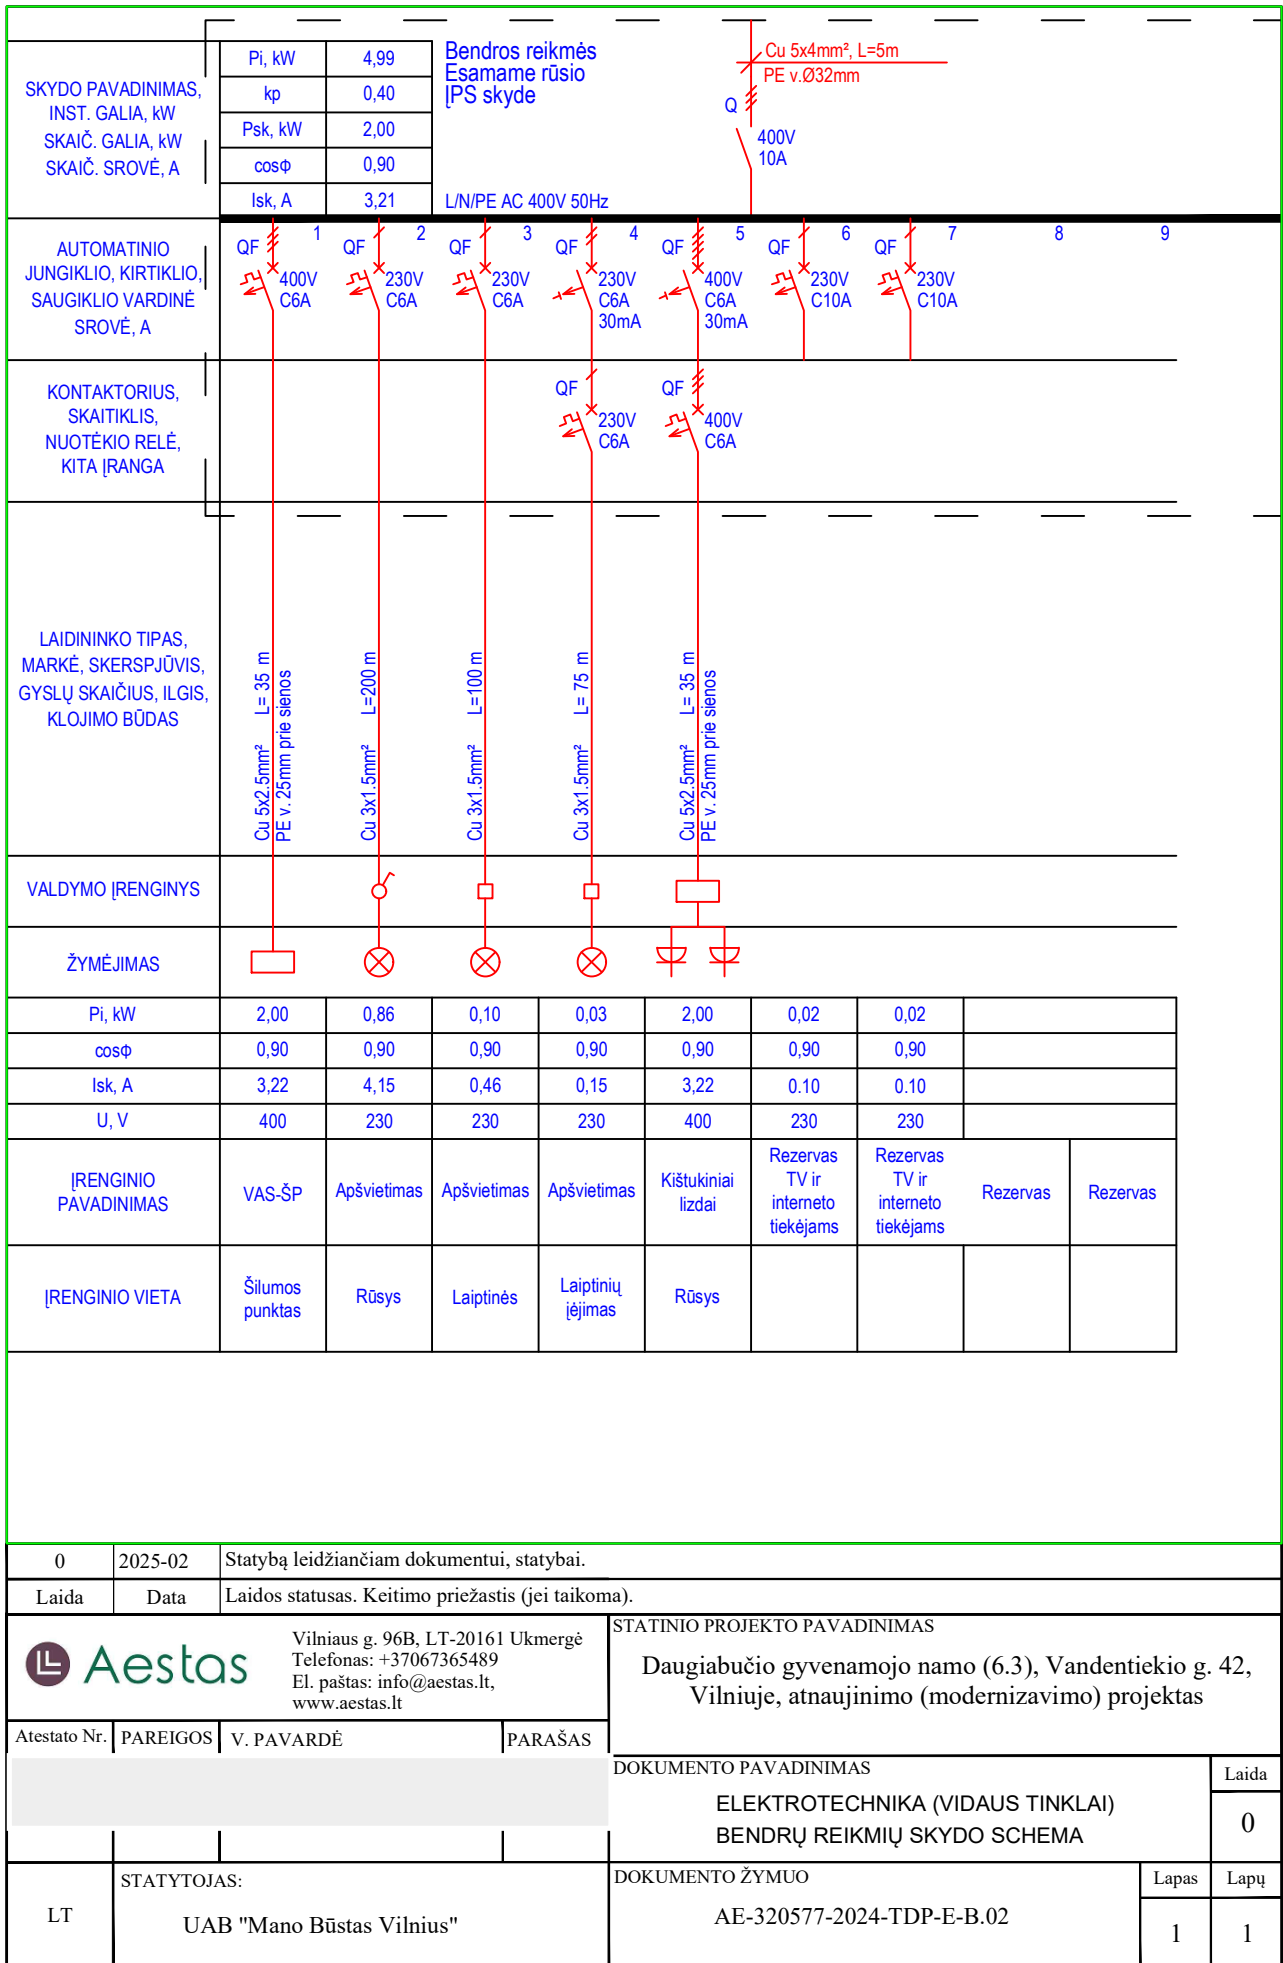 SKYDO PAVADINIMAS,
INST. GALIA, kW
SKAIČ. GALIA, kW
SKAIČ. SROVĖ, A
Pi, kW 4,99
kp 0,40
Psk, kW 2,00
cosΦ 0,90
Isk, A 3,21
Bendros reikmės
Esamame rūsio
ĮPS skyde
L/N/PE AC 400V 50Hz
Cu 5x4mm², L=5m
PE v.Ø32mm
Q
400V
10A
AUTOMATINIO
JUNGIKLIO, KIRTIKLIO,
SAUGIKLIO VARDINĖ
SROVĖ, A
1 2 3 4 5 6 7 8 9
QF QF QF QF QF QF QF
400V 230V 230V 230V 400V 230V 230V
C6A C6A C6A C6A C6A C10A C10A
30mA 30mA
KONTAKTORIUS,
SKAITIKLIS,
NUOTĖKIO RELĖ,
KITA ĮRANGA
QF QF
230V 400V
C6A C6A
LAIDININKO TIPAS,
MARKĖ, SKERSPJŪVIS,
GYSLŲ SKAIČIUS, ILGIS,
KLOJIMO BŪDAS
Cu 5x2.5mm² L= 35 m
PE v. 25mm prie sienos
Cu 3x1.5mm² L=200 m
Cu 3x1.5mm² L=100 m
Cu 3x1.5mm² L= 75 m
Cu 5x2.5mm² L= 35 m
PE v. 25mm prie sienos
VALDYMO ĮRENGINYS
ŽYMĖJIMAS
Pi, kW 2,00 0,86 0,10 0,03 2,00 0,02 0,02
cosΦ 0,90 0,90 0,90 0,90 0,90 0,90 0,90
Isk, A 3,22 4,15 0,46 0,15 3,22 0.10 0.10
U, V 400 230 230 230 400 230 230
ĮRENGINIO
PAVADINIMAS
VAS-ŠP
Apšvietimas
Apšvietimas
Apšvietimas
Kištukiniai
lizdai
Rezervas
TV ir
interneto
tiekėjams
Rezervas
TV ir
interneto
tiekėjams
Rezervas
Rezervas
ĮRENGINIO VIETA
Šilumos
punktas
Rūsys
Laiptinės
Laiptinių
įėjimas
Rūsys
0 2025-02 Statybą leidžiančiam dokumentui, statybai.
Laida Data Laidos statusas. Keitimo priežastis (jei taikoma).
Aestas
Vilniaus g. 96B, LT-20161 Ukmergė
Telefonas: +37067365489
El. paštas: info@aestas.lt,
www.aestas.lt
STATINIO PROJEKTO PAVADINIMAS
Daugiabučio gyvenamojo namo (6.3), Vandentiekio g. 42,
Vilniuje, atnaujinimo (modernizavimo) projektas
Atestato Nr. PAREIGOS V. PAVARDĖ PARAŠAS
DOKUMENTO PAVADINIMAS
ELEKTROTECHNIKA (VIDAUS TINKLAI)
BENDRŲ REIKMIŲ SKYDO SCHEMA
Laida
0
LT
STATYTOJAS:
UAB "Mano Būstas Vilnius"
DOKUMENTO ŽYMUO
AE-320577-2024-TDP-E-B.02
Lapas Lapų
1 1